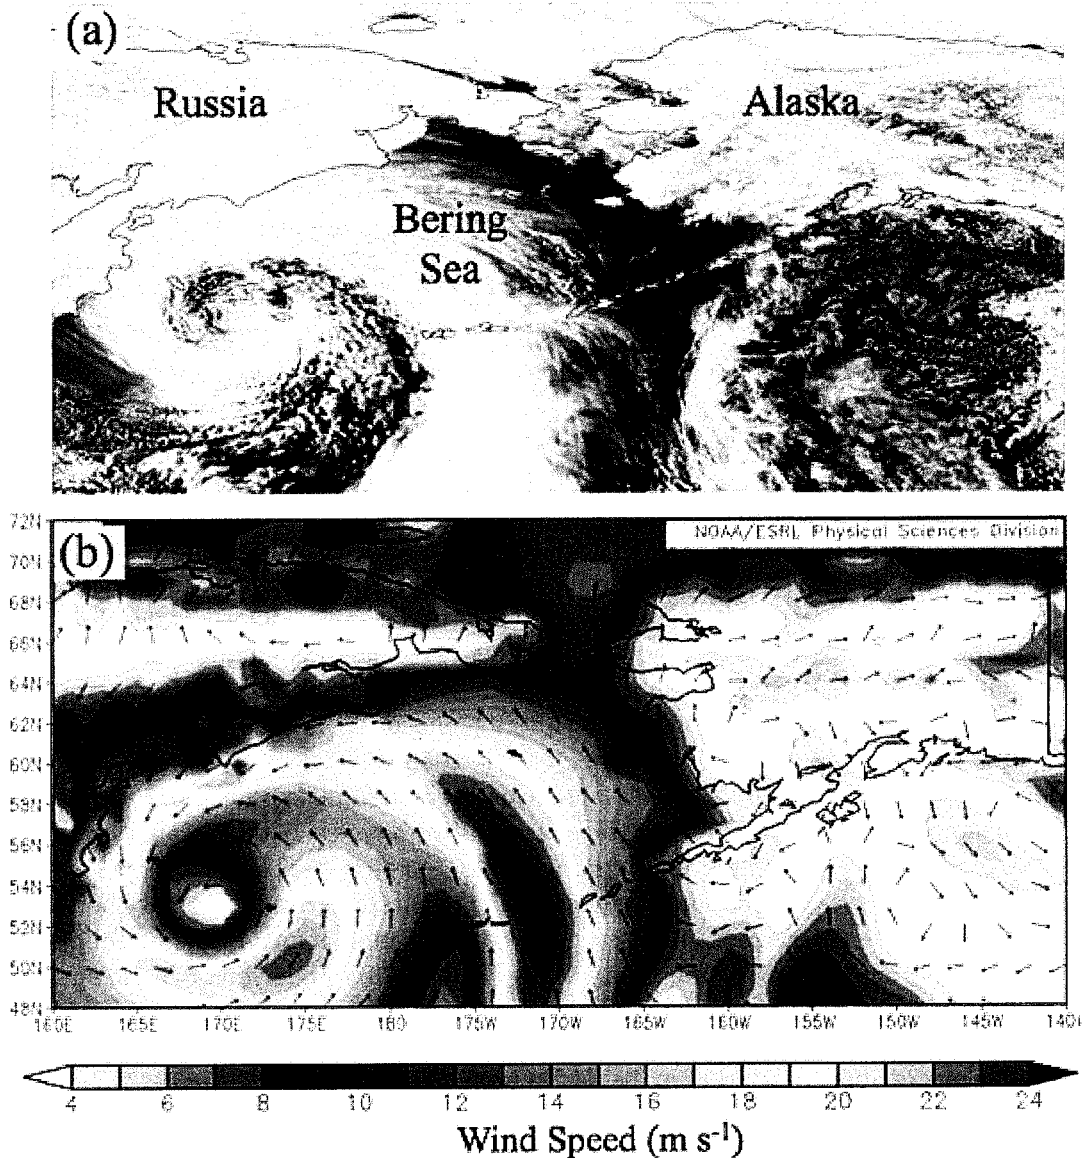 (a)
Russia
Alaska
Bering
Sea
(b)
NOAA/ESRL Physical Sciences Division
72N
70N
68N
66N
64N
62N
60N
58N
56N
54N
52N
50N
48N
160E 165E 170E 175E 180 175W 170W 165W 160W 155W 150W 145W
4 6 8 10 12 14 16 18 20 22 24
Wind Speed (m s⁻¹)